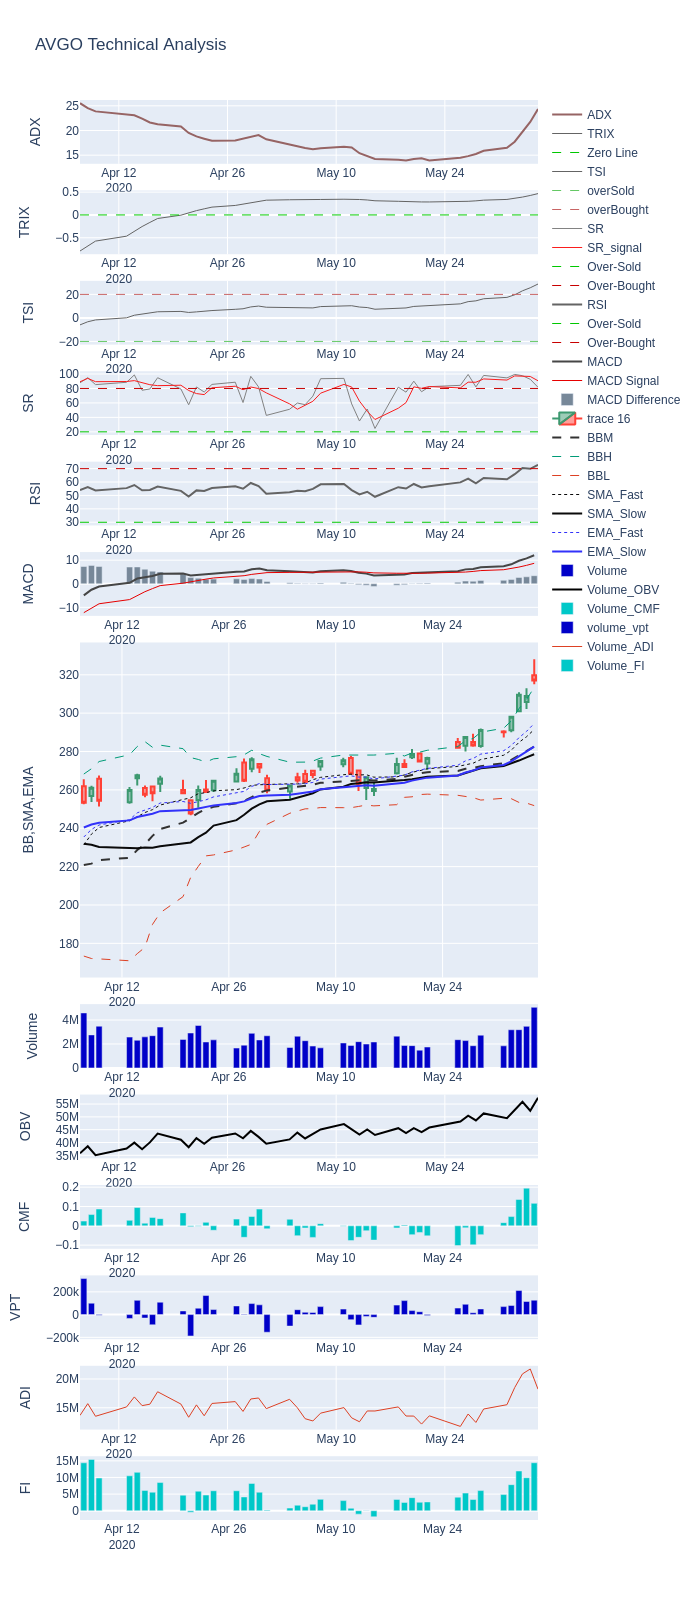 AVGO Technical Analysis
ADX
25
20
15
Apr 12
2020
Apr 26
May 10
May 24
TRIX
0.5
0
−0.5
Apr 12
2020
Apr 26
May 10
May 24
TSI
20
0
−20
Apr 12
2020
Apr 26
May 10
May 24
SR
100
80
60
40
20
Apr 12
2020
Apr 26
May 10
May 24
RSI
70
60
50
40
30
Apr 12
2020
Apr 26
May 10
May 24
MACD
10
0
−10
Apr 12
2020
Apr 26
May 10
May 24
BB,SMA,EMA
320
300
280
260
240
220
200
180
Apr 12
2020
Apr 26
May 10
May 24
Volume
4M
2M
0
Apr 12
2020
Apr 26
May 10
May 24
OBV
55M
50M
45M
40M
35M
Apr 12
2020
Apr 26
May 10
May 24
CMF
0.2
0.1
0
−0.1
Apr 12
2020
Apr 26
May 10
May 24
VPT
200k
0
−200k
Apr 12
2020
Apr 26
May 10
May 24
ADI
20M
15M
Apr 12
2020
Apr 26
May 10
May 24
FI
15M
10M
5M
0
Apr 12
2020
Apr 26
May 10
May 24
ADX
TRIX
Zero Line
TSI
overSold
overBought
SR
SR_signal
Over-Sold
Over-Bought
RSI
Over-Sold
Over-Bought
MACD
MACD Signal
MACD Difference
trace 16
BBM
BBH
BBL
SMA_Fast
SMA_Slow
EMA_Fast
EMA_Slow
Volume
Volume_OBV
Volume_CMF
volume_vpt
Volume_ADI
Volume_FI